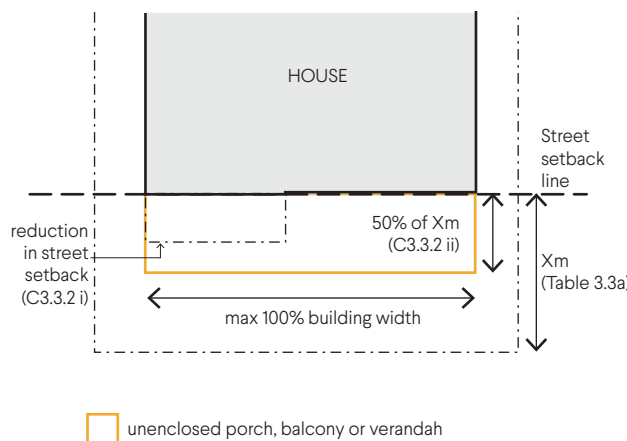 HOUSE
Street
setback
line
reduction
in street
setback
(C3.3.2 i)
50% of Xm
(C3.3.2 ii)
Xm
(Table 3.3a)
max 100% building width
unenclosed porch, balcony or verandah